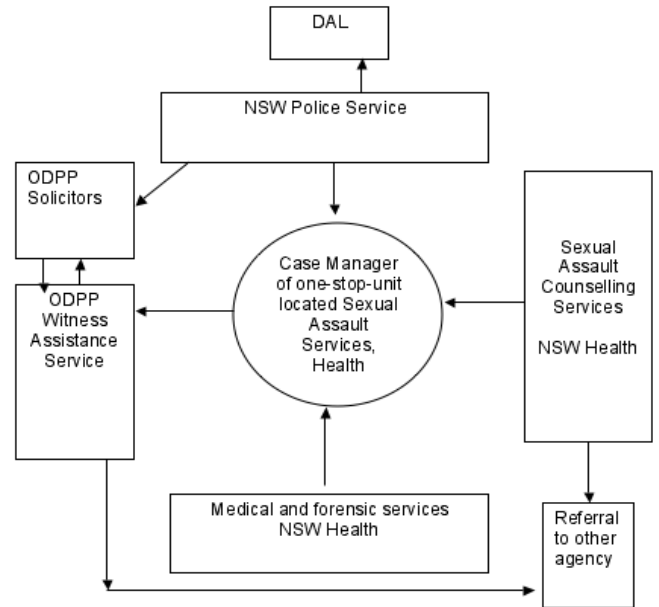 DAL
NSW Police Service
ODPP
Solicitors
ODPP
Witness
Assistance
Service
Case Manager
of one-stop-unit
located Sexual
Assault
Services,
Health
Sexual
Assault
Counselling
Services
NSW Health
Medical and forensic services
NSW Health
Referral
to other
agency